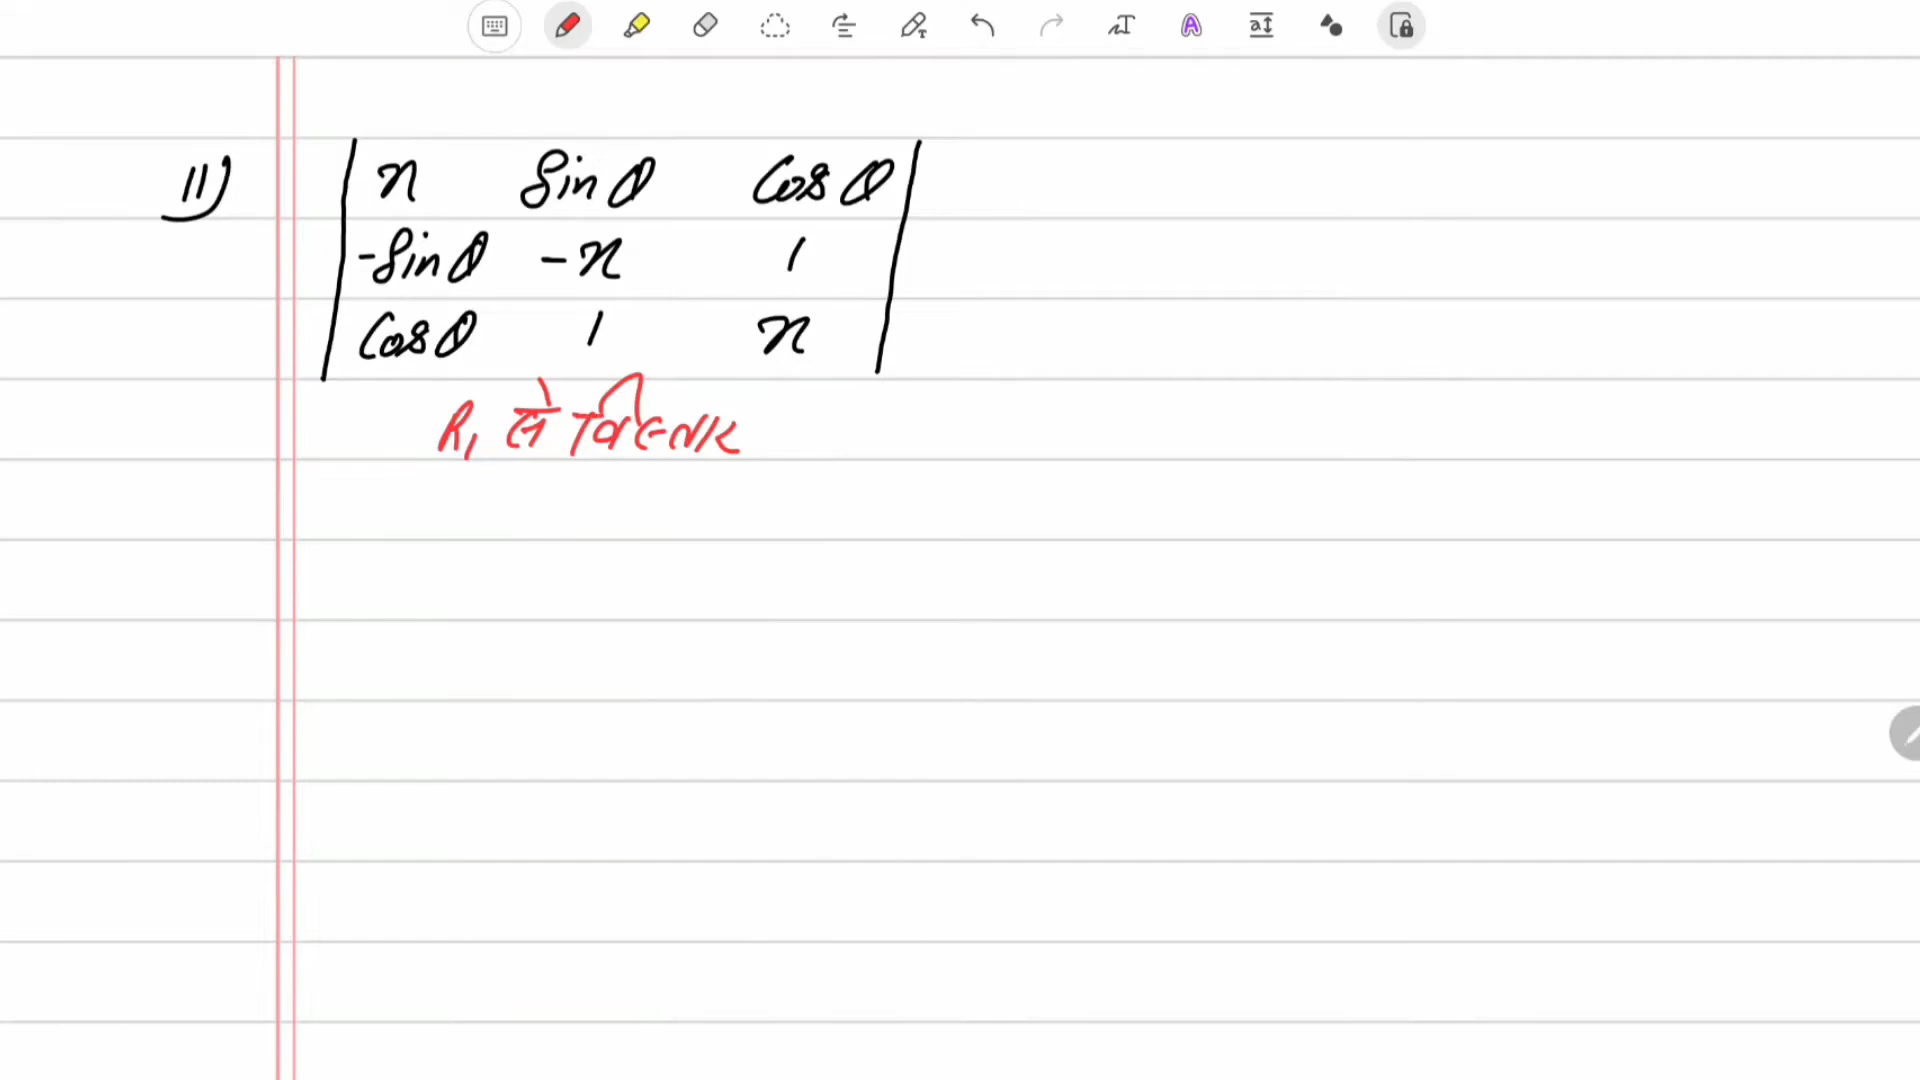 11) | x sinθ cosθ |
| -sinθ -x 1 |
| cosθ 1 x |
R₁ से